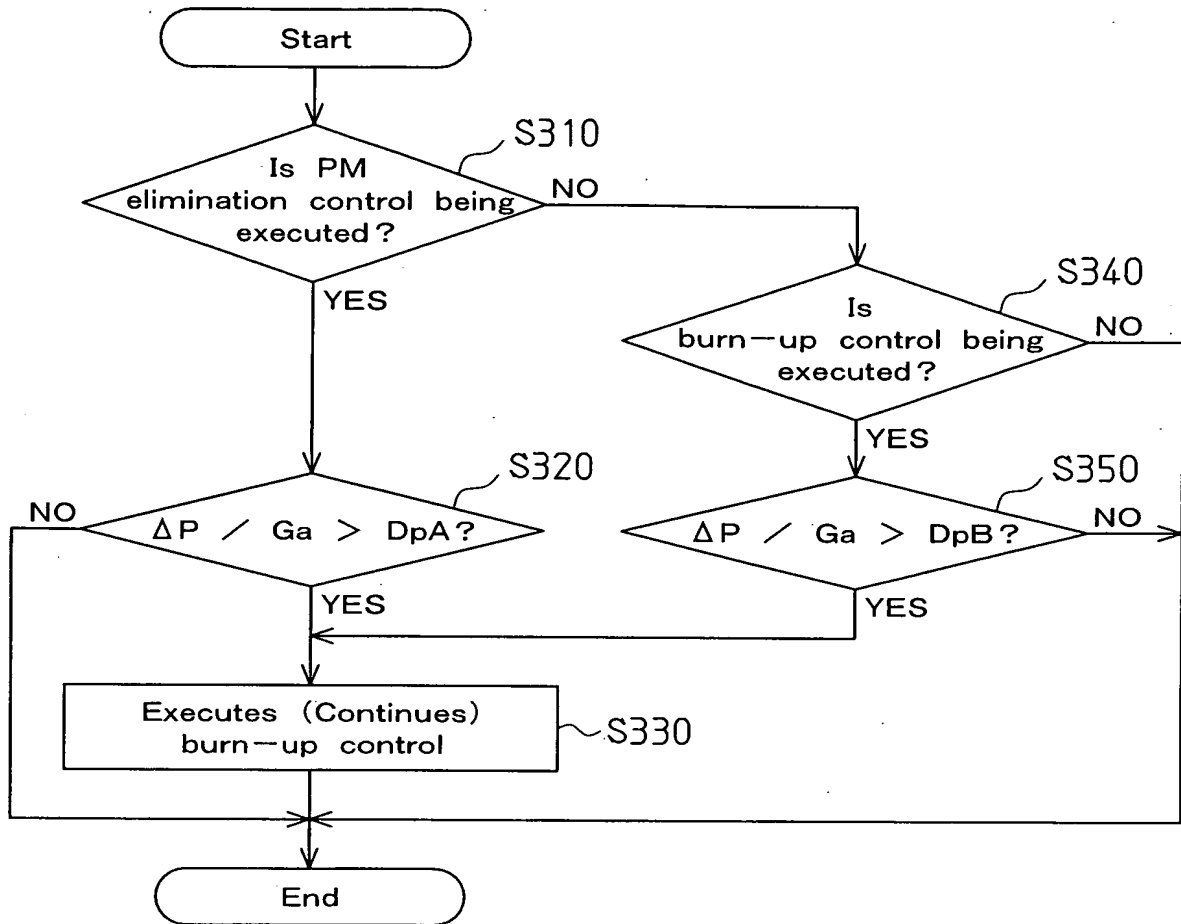 Start
S310
Is PM
elimination control being
executed?
NO
YES
S340
Is
burn-up control being
executed?
NO
YES
S320
NO
ΔP / Ga > DpA?
YES
S350
ΔP / Ga > DpB?
NO
YES
Executes (Continues)
burn-up control
S330
End